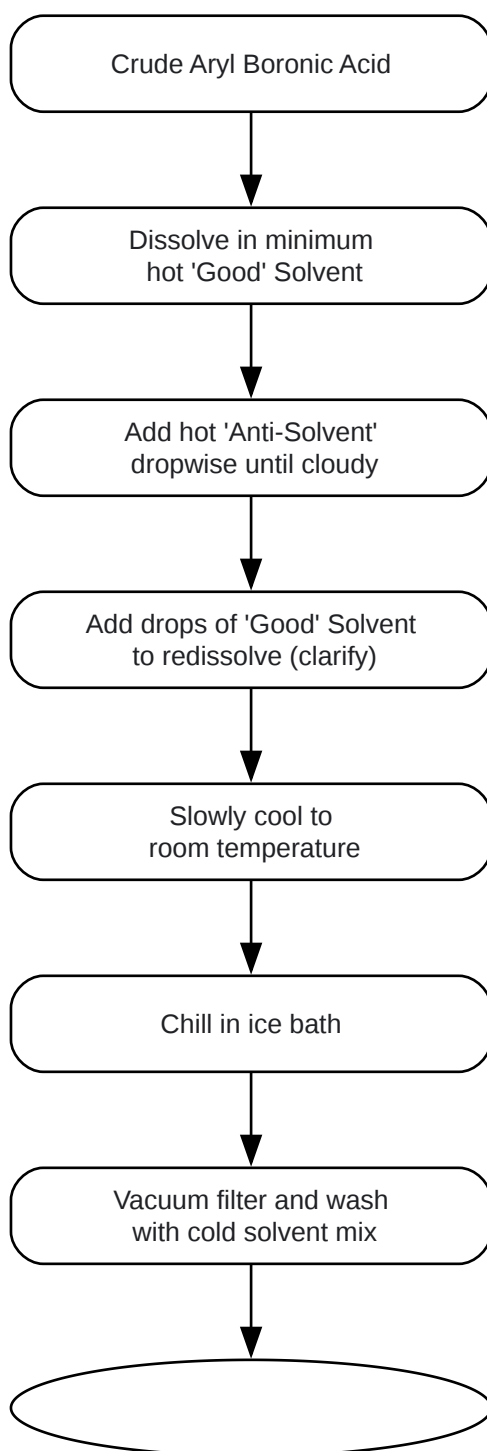 Crude Aryl Boronic Acid
Dissolve in minimum
hot 'Good' Solvent
Add hot 'Anti-Solvent'
dropwise until cloudy
Add drops of 'Good' Solvent
to redissolve (clarify)
Slowly cool to
room temperature
Chill in ice bath
Vacuum filter and wash
with cold solvent mix